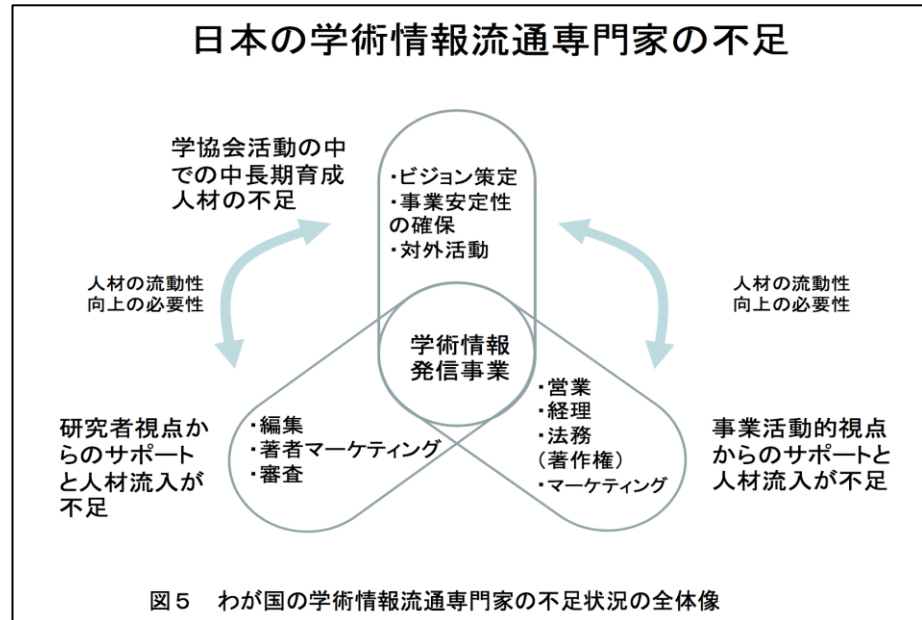 日本の学術情報流通専門家の不足
学協会活動の中
での中長期育成
人材の不足
・ビジョン策定
・事業安定性
の確保
・対外活動
人材の流動性
向上の必要性
人材の流動性
向上の必要性
学術情報
発信事業
研究者視点か
らのサポート
と人材流入が
不足
・編集
・著者マーケティング
・審査
・営業
・経理
・法務
（著作権）
・マーケティング
事業活動的視点
からのサポートと
人材流入が不足
図５　わが国の学術情報流通専門家の不足状況の全体像